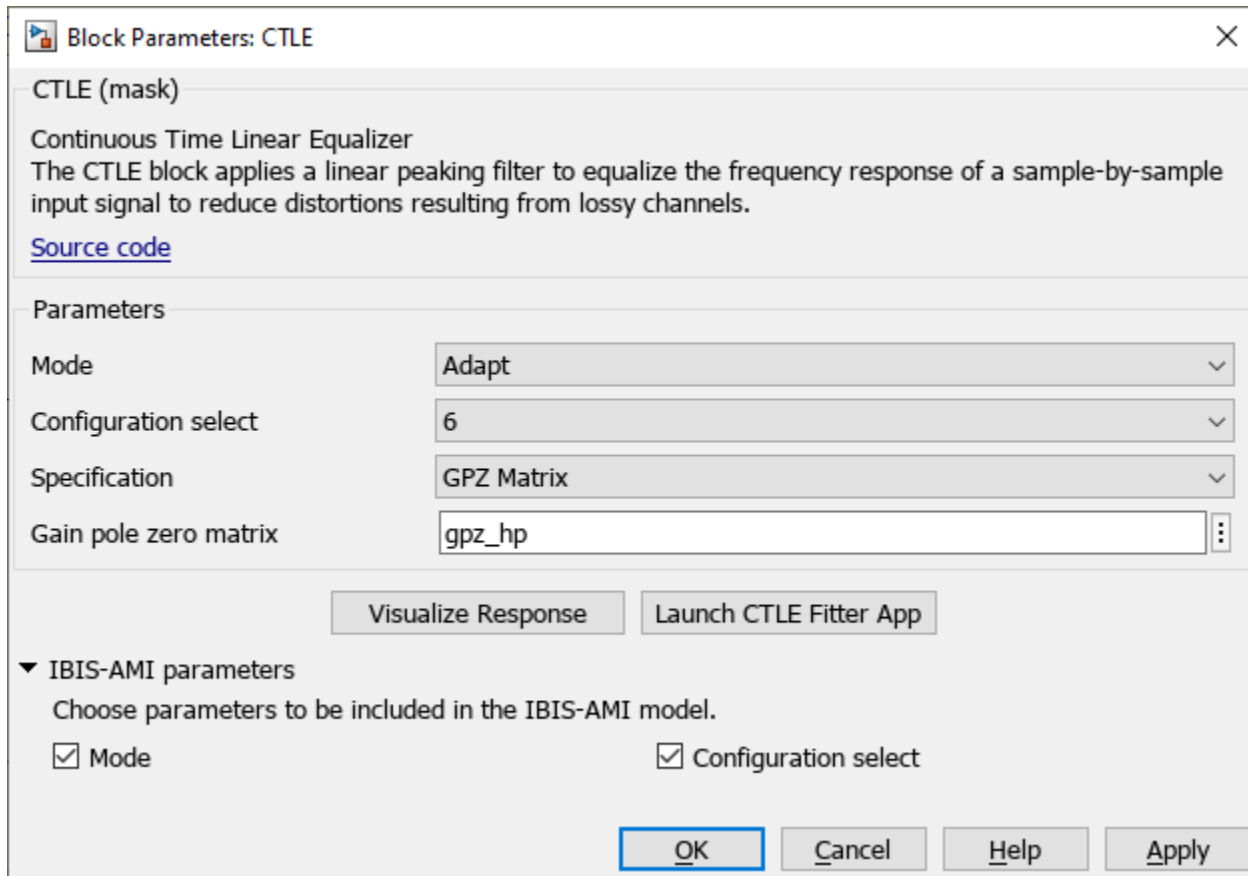 Block Parameters: CTLE
CTLE (mask)
Continuous Time Linear Equalizer
The CTLE block applies a linear peaking filter to equalize the frequency response of a sample-by-sample
input signal to reduce distortions resulting from lossy channels.
Source code
Parameters
Mode Adapt
Configuration select 6
Specification GPZ Matrix
Gain pole zero matrix gpz_hp
Visualize Response Launch CTLE Fitter App
IBIS-AMI parameters
Choose parameters to be included in the IBIS-AMI model.
Mode Configuration select
OK Cancel Help Apply